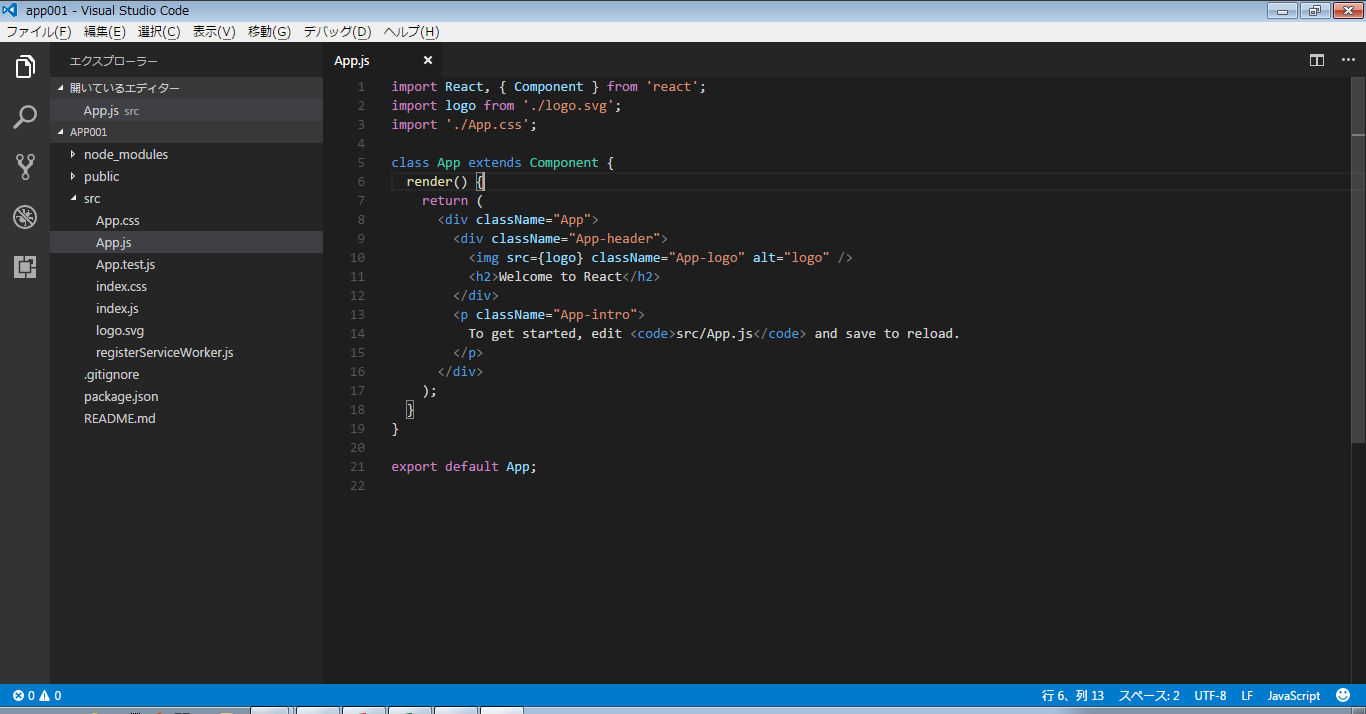 app001 - Visual Studio Code
ファイル(F) 編集(E) 選択(C) 表示(V) 移動(G) デバッグ(D) ヘルプ(H)
エクスプローラー
開いているエディター
App.js src
APP001
node_modules
public
src
App.css
App.js
App.test.js
index.css
index.js
logo.svg
registerServiceWorker.js
.gitignore
package.json
README.md
App.js
1 import React, { Component } from 'react';
2 import logo from './logo.svg';
3 import './App.css';
4
5 class App extends Component {
6 render() {
7 return (
8 <div className="App">
9 <div className="App-header">
10 <img src={logo} className="App-logo" alt="logo" />
11 <h2>Welcome to React</h2>
12 </div>
13 <p className="App-intro">
14 To get started, edit <code>src/App.js</code> and save to reload.
15 </p>
16 </div>
17 );
18 }
19 }
20
21 export default App;
22
0 0 行 6、列 13 スペース: 2 UTF-8 LF JavaScript